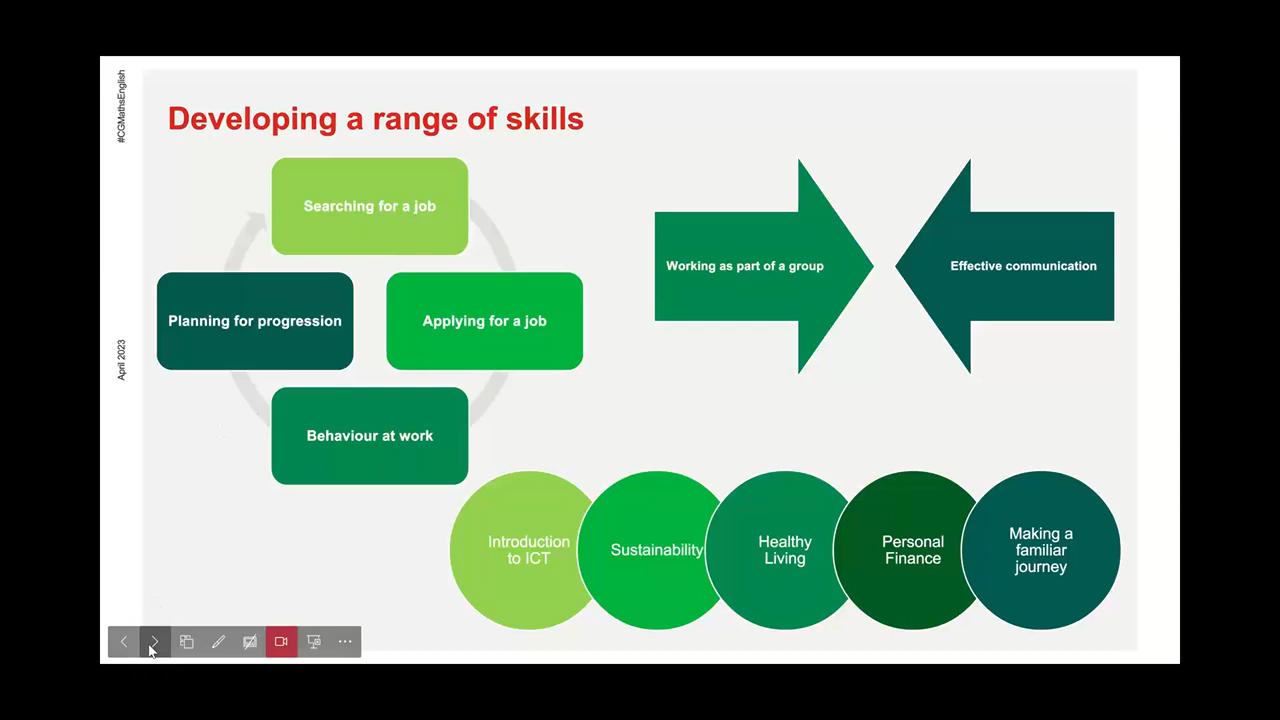 #CGMathsEnglish
April 2023
Developing a range of skills
Searching for a job
Planning for progression
Applying for a job
Behaviour at work
Working as part of a group
Effective communication
Introduction
to ICT
Sustainability
Healthy
Living
Personal
Finance
Making a
familiar
journey